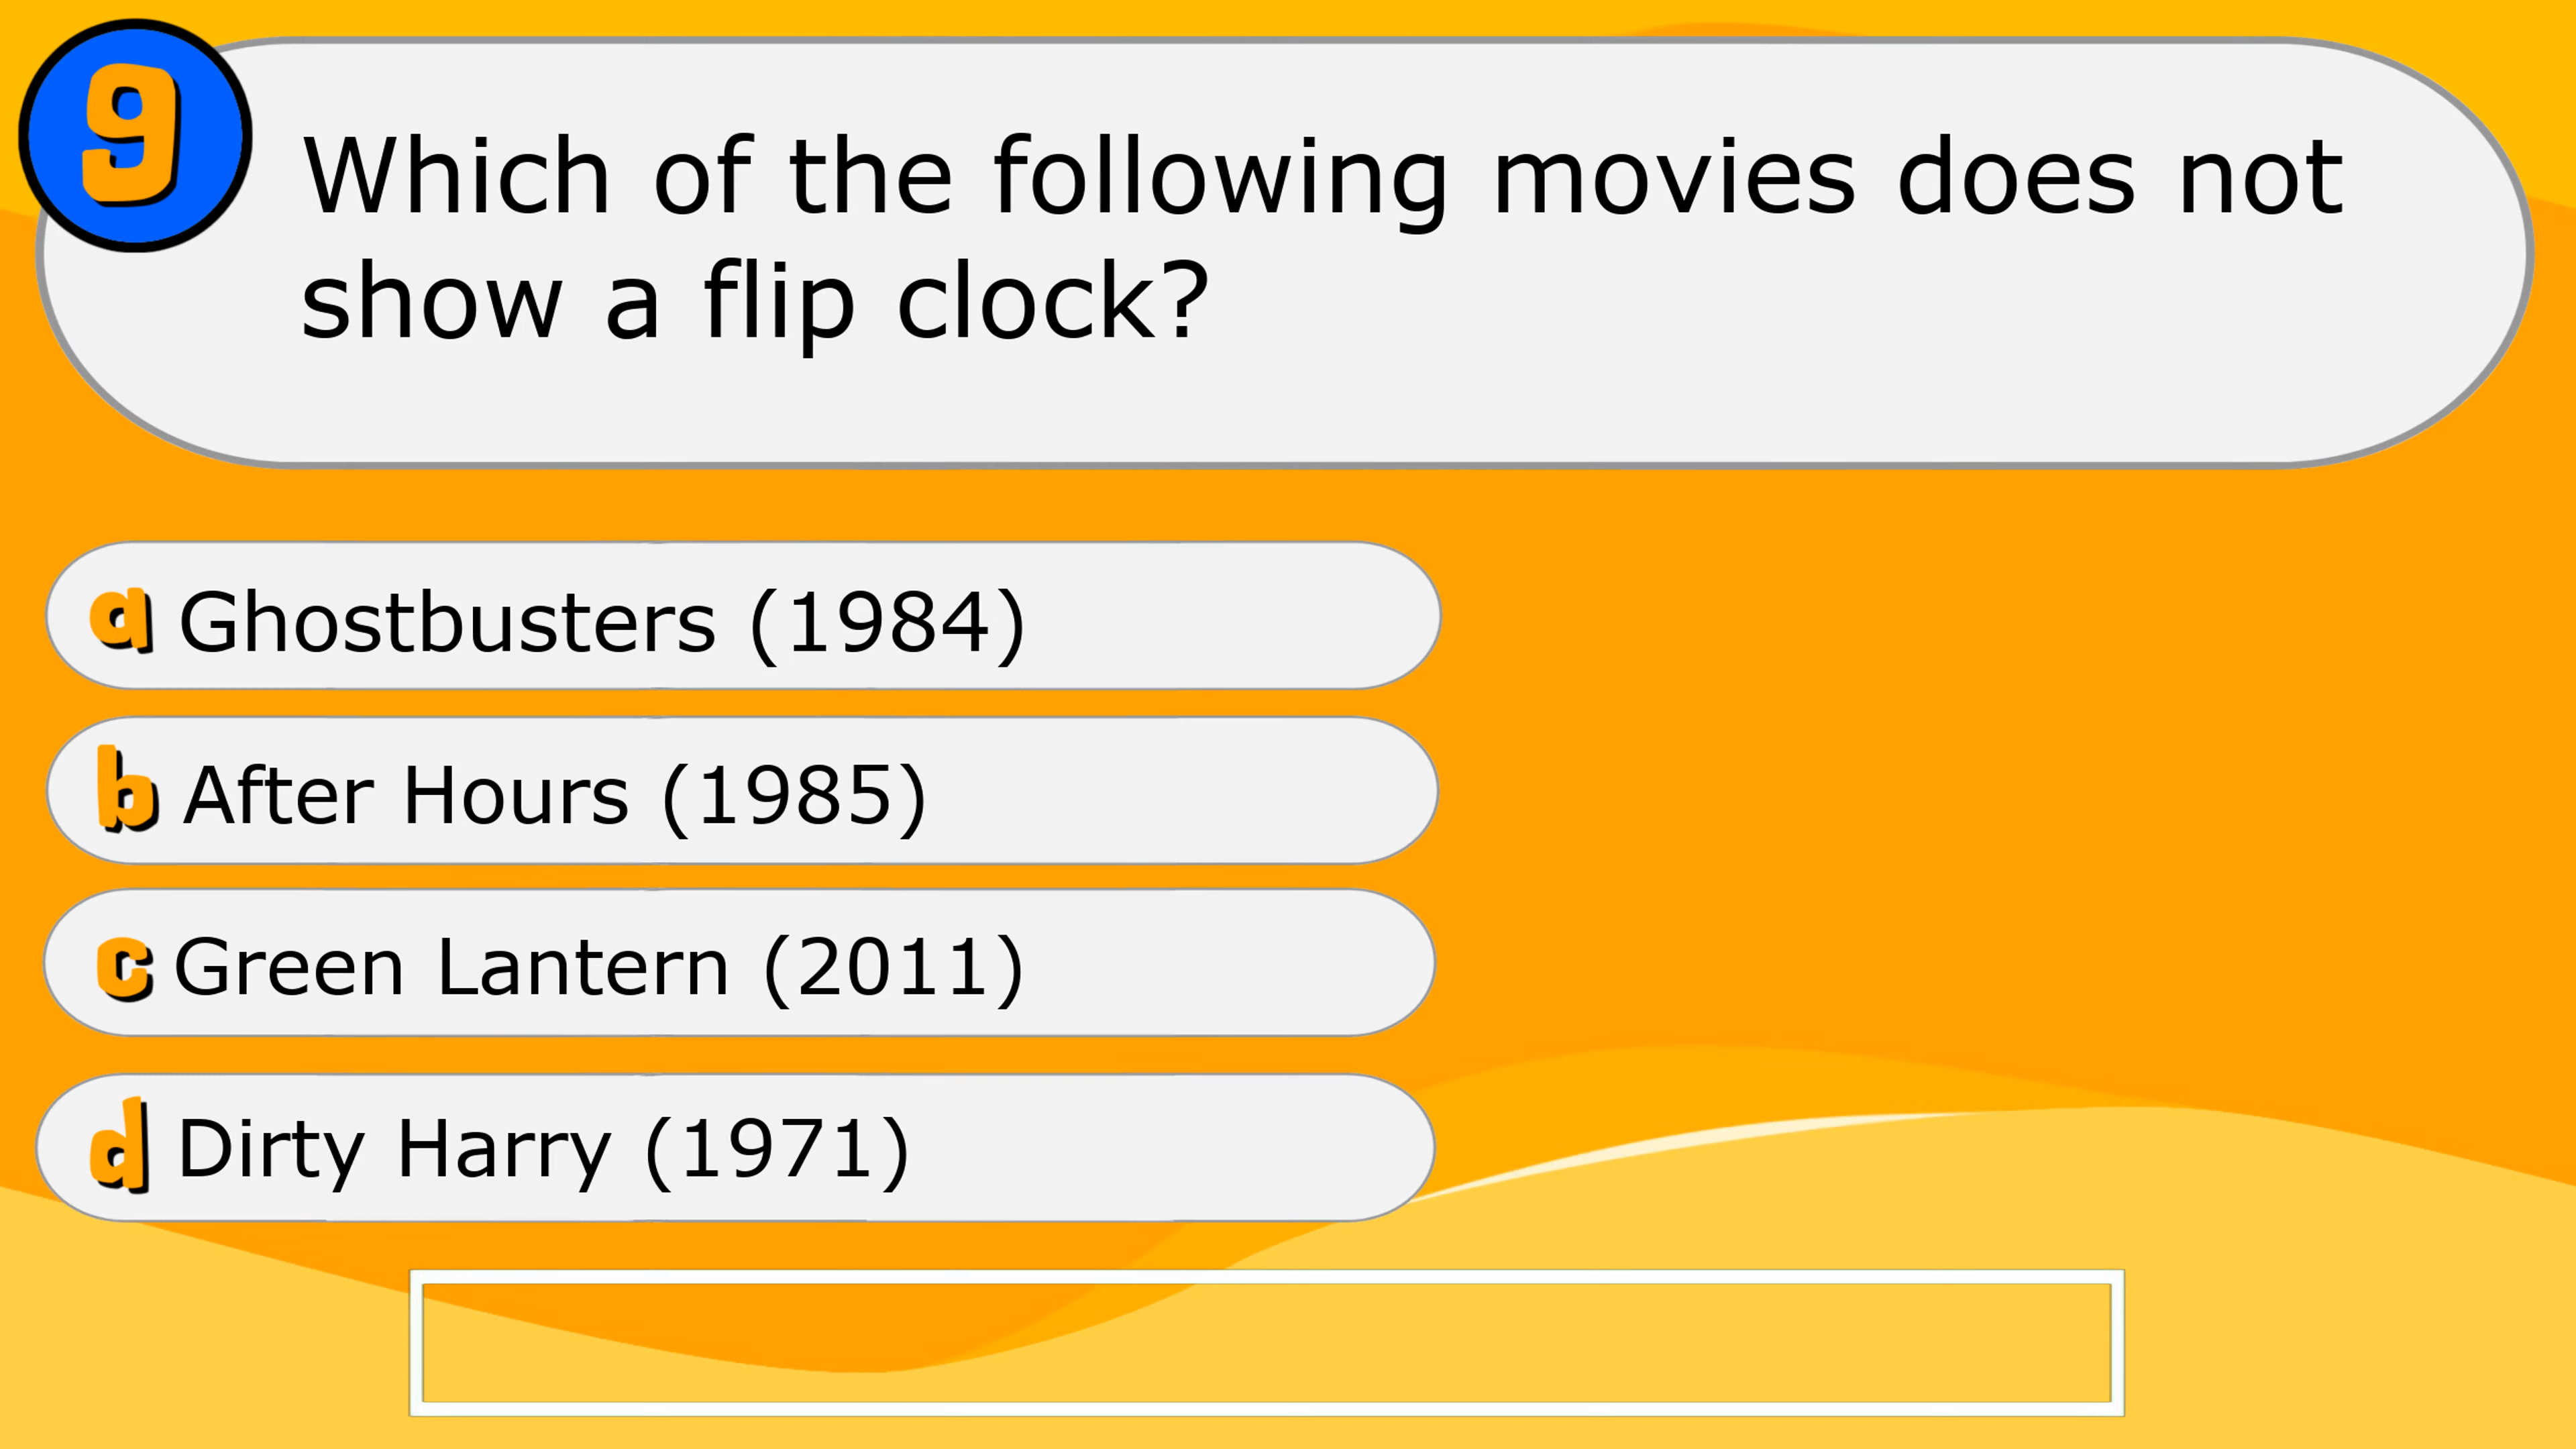 9
Which of the following movies does not
show a flip clock?
a Ghostbusters (1984)
b After Hours (1985)
c Green Lantern (2011)
d Dirty Harry (1971)